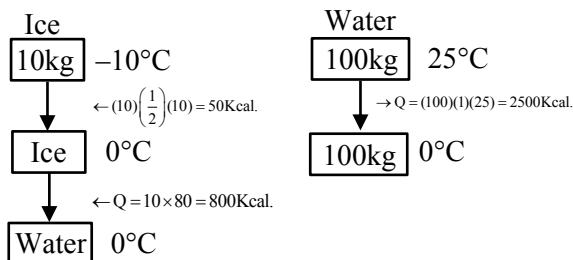 Ice
10kg –10°C
← (10)(1/2)(10) = 50Kcal.
Ice 0°C
← Q = 10 × 80 = 800Kcal.
Water 0°C
Water
100kg 25°C
→ Q = (100)(1)(25) = 2500Kcal.
100kg 0°C